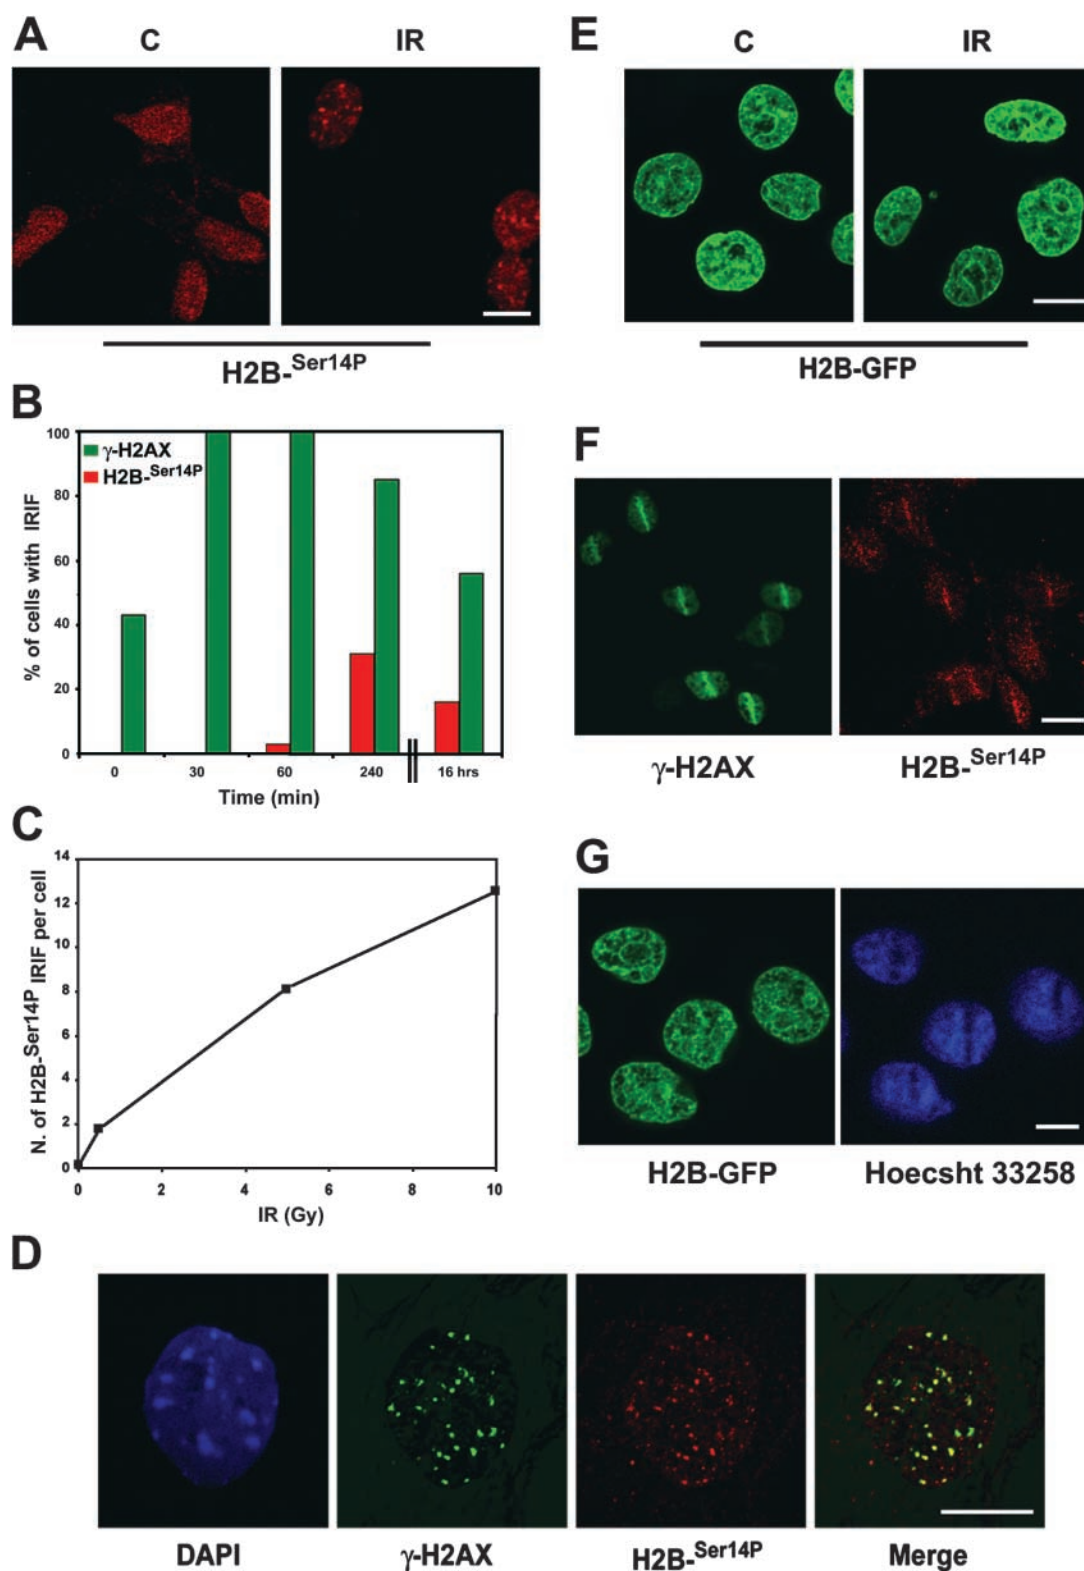 A
C
IR
H2B-Ser14P
B
% of cells with IRIF
100
80
60
40
20
0
γ-H2AX
H2B-Ser14P
0
30
60
240
16 hrs
Time (min)
C
N. of H2B-Ser14P IRIF per cell
14
12
10
8
6
4
2
0
0
2
4
6
8
10
IR (Gy)
D
DAPI
γ-H2AX
H2B-Ser14P
Merge
E
C
IR
H2B-GFP
F
γ-H2AX
H2B-Ser14P
G
H2B-GFP
Hoecsht 33258